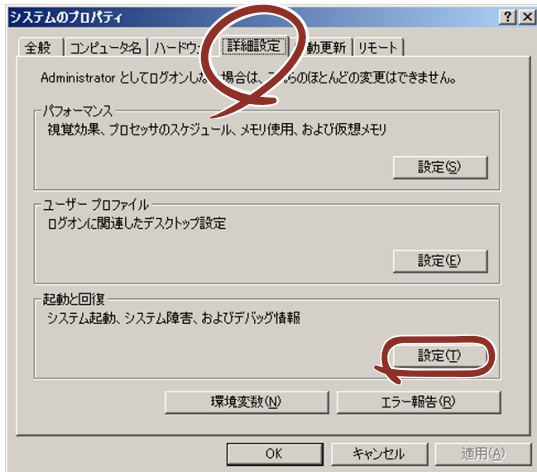 システムのプロパティ
全般 コンピュータ名 ハードウ 詳細設定 動更新 リモート
Administrator としてログオンしな 場合は、 らのほとんどの変更はできません。
パフォーマンス
視覚効果、プロセッサのスケジュール、メモリ使用、および仮想メモリ
設定(S)
ユーザー プロファイル
ログオンに関連したデスクトップ設定
設定(E)
起動と回復
システム起動、システム障害、およびデバッグ情報
設定(T)
環境変数(N) エラー報告(R)
OK キャンセル 適用(A)